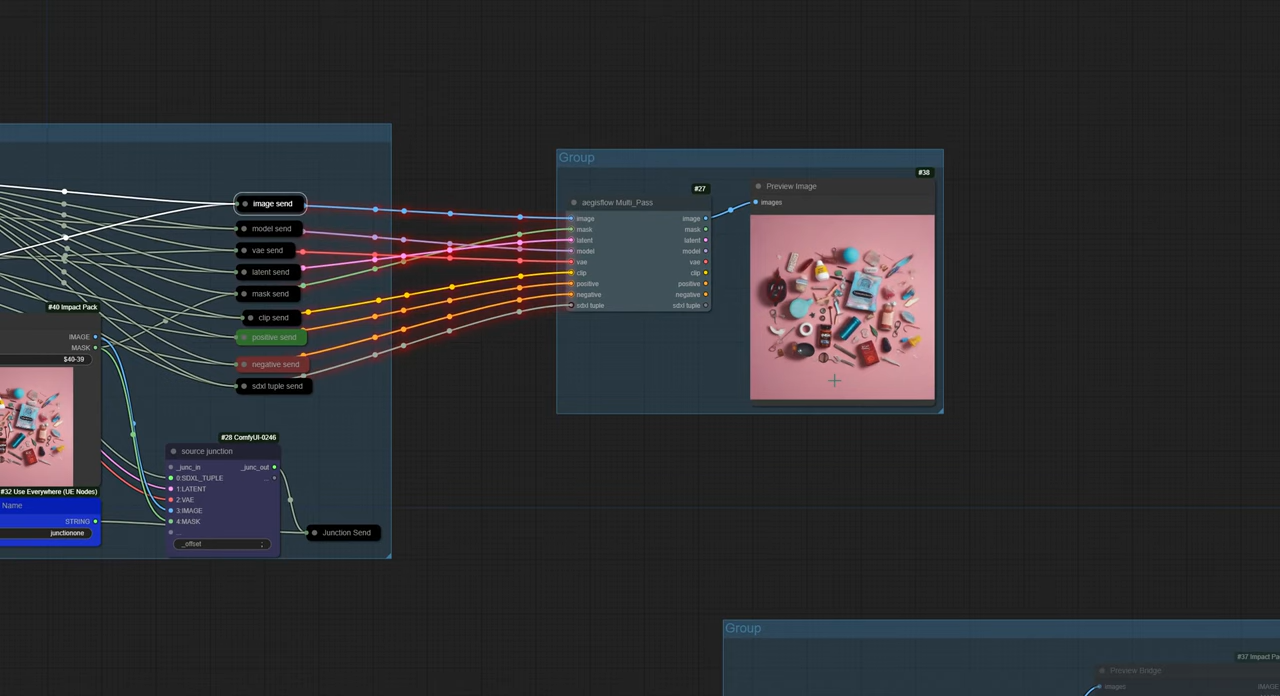 Group
#38
#27
Preview Image
aegisflow Multi_Pass
images
image send
image
image
model send
mask
mask
latent
latent
vae send
model
model
vae
vae
latent send
clip
clip
positive
positive
mask send
negative
negative
#40 Impact Pack
sdxl tuple
sdxl tuple
clip send
IMAGE
positive send
MASK
$40-39
negative send
sdxl tuple send
#28 ComfyUI-0246
source junction
_junc_in
_junc_out
0:SDXL_TUPLE
...
1:LATENT
#32 Use Everywhere (UE Nodes)
2:VAE
Name
3:IMAGE
STRING
4:MASK
junctionone
...
Junction Send
_offset
;
Group
#37 Impact Pa
Preview Bridge
images
IMAGE